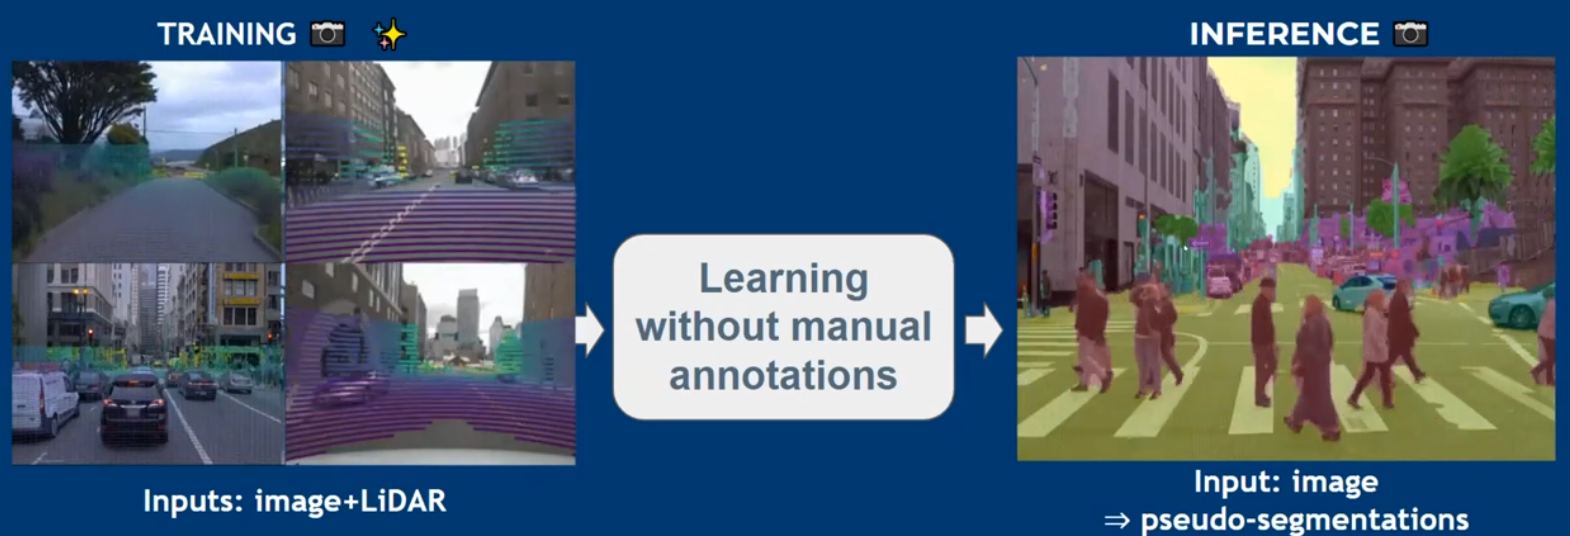 TRAINING 📷 ✨
INFERENCE 📷
Learning
without manual
annotations
Inputs: image+LiDAR
Input: image
⇒ pseudo-segmentations